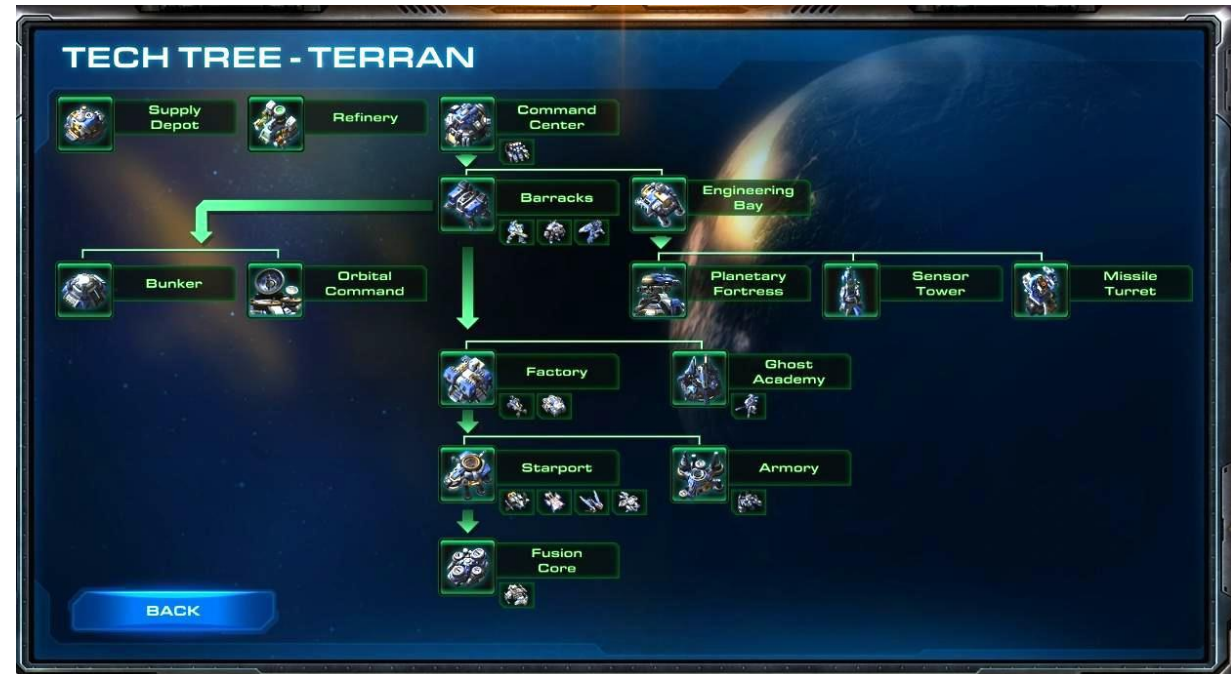 TECH TREE - TERRAN
Supply
Depot
Refinery
Command
Center
Barracks
Engineering
Bay
Bunker
Orbital
Command
Planetary
Fortress
Sensor
Tower
Missile
Turret
Factory
Ghost
Academy
Starport
Armory
Fusion
Core
BACK